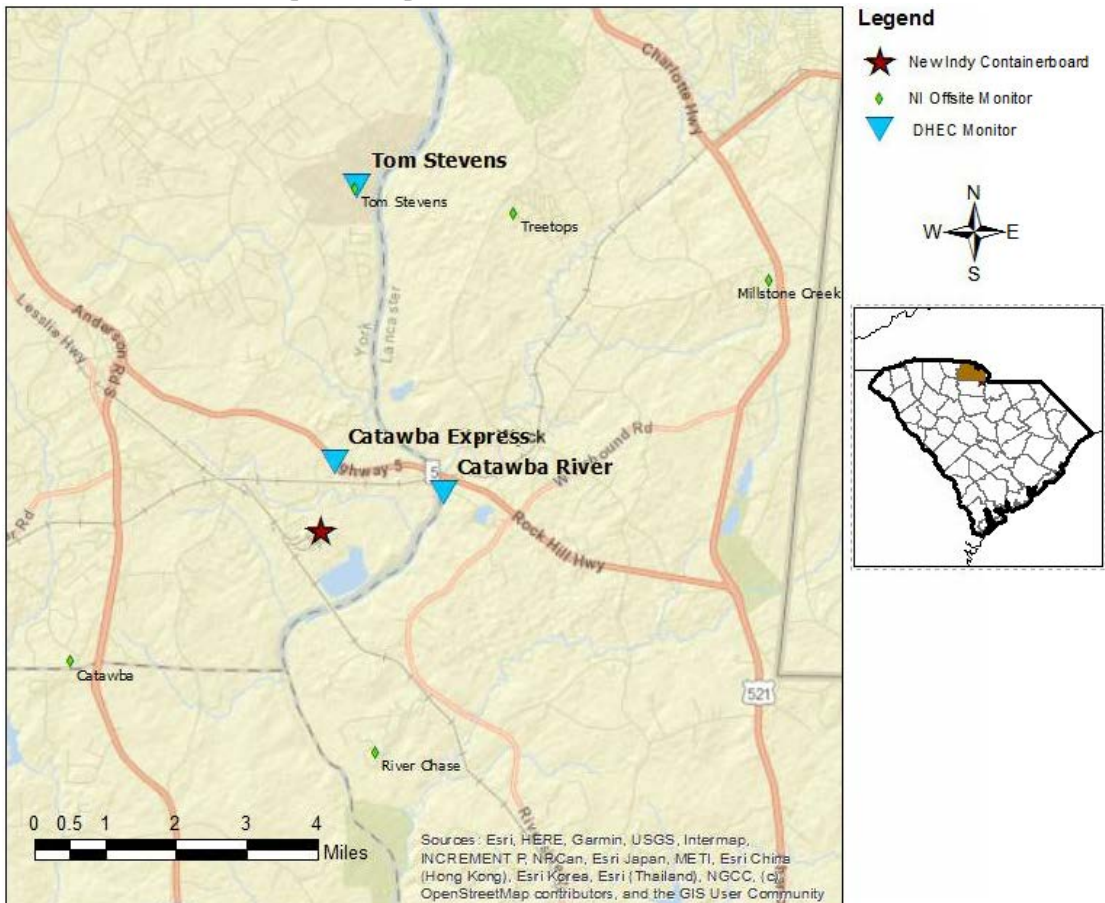 Legend
New Indy Containerboard
NI Offsite Monitor
DHEC Monitor
N
W E
S
Charlotte Hwy
Tom Stevens
Tom Stevens
Treetops
Millstone Creek
Anderson Rd S
Lesslie Hwy
York
Lancaster
Catawba Express
Highway 5
5
Catawba River
Rock Hill Hwy
Catawba
521
River Chase
0 0.5 1 2 3 4
Miles
Sources: Esri, HERE, Garmin, USGS, Intermap,
INCREMENT P, NRCan, Esri Japan, METI, Esri China
(Hong Kong), Esri Korea, Esri (Thailand), NGCC, (c)
OpenStreetMap contributors, and the GIS User Community